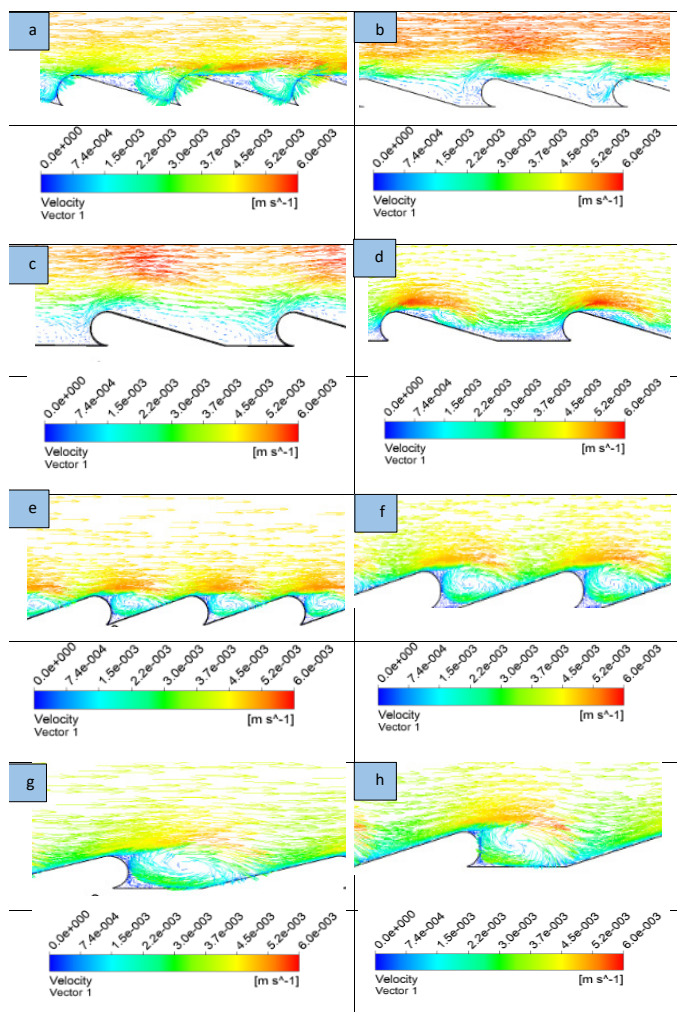 a
b
0.0e+000
7.4e-004
1.5e-003
2.2e-003
3.0e-003
3.7e-003
4.5e-003
5.2e-003
6.0e-003
Velocity
Vector 1
[m s^-1]
0.0e+000
7.4e-004
1.5e-003
2.2e-003
3.0e-003
3.7e-003
4.5e-003
5.2e-003
6.0e-003
Velocity
Vector 1
[m s^-1]
c
d
0.0e+000
7.4e-004
1.5e-003
2.2e-003
3.0e-003
3.7e-003
4.5e-003
5.2e-003
6.0e-003
Velocity
Vector 1
[m s^-1]
0.0e+000
7.4e-004
1.5e-003
2.2e-003
3.0e-003
3.7e-003
4.5e-003
5.2e-003
6.0e-003
Velocity
Vector 1
[m s^-1]
e
f
0.0e+000
7.4e-004
1.5e-003
2.2e-003
3.0e-003
3.7e-003
4.5e-003
5.2e-003
6.0e-003
Velocity
Vector 1
[m s^-1]
0.0e+000
7.4e-004
1.5e-003
2.2e-003
3.0e-003
3.7e-003
4.5e-003
5.2e-003
6.0e-003
Velocity
Vector 1
[m s^-1]
g
h
0.0e+000
7.4e-004
1.5e-003
2.2e-003
3.0e-003
3.7e-003
4.5e-003
5.2e-003
6.0e-003
Velocity
Vector 1
[m s^-1]
0.0e+000
7.4e-004
1.5e-003
2.2e-003
3.0e-003
3.7e-003
4.5e-003
5.2e-003
6.0e-003
Velocity
Vector 1
[m s^-1]